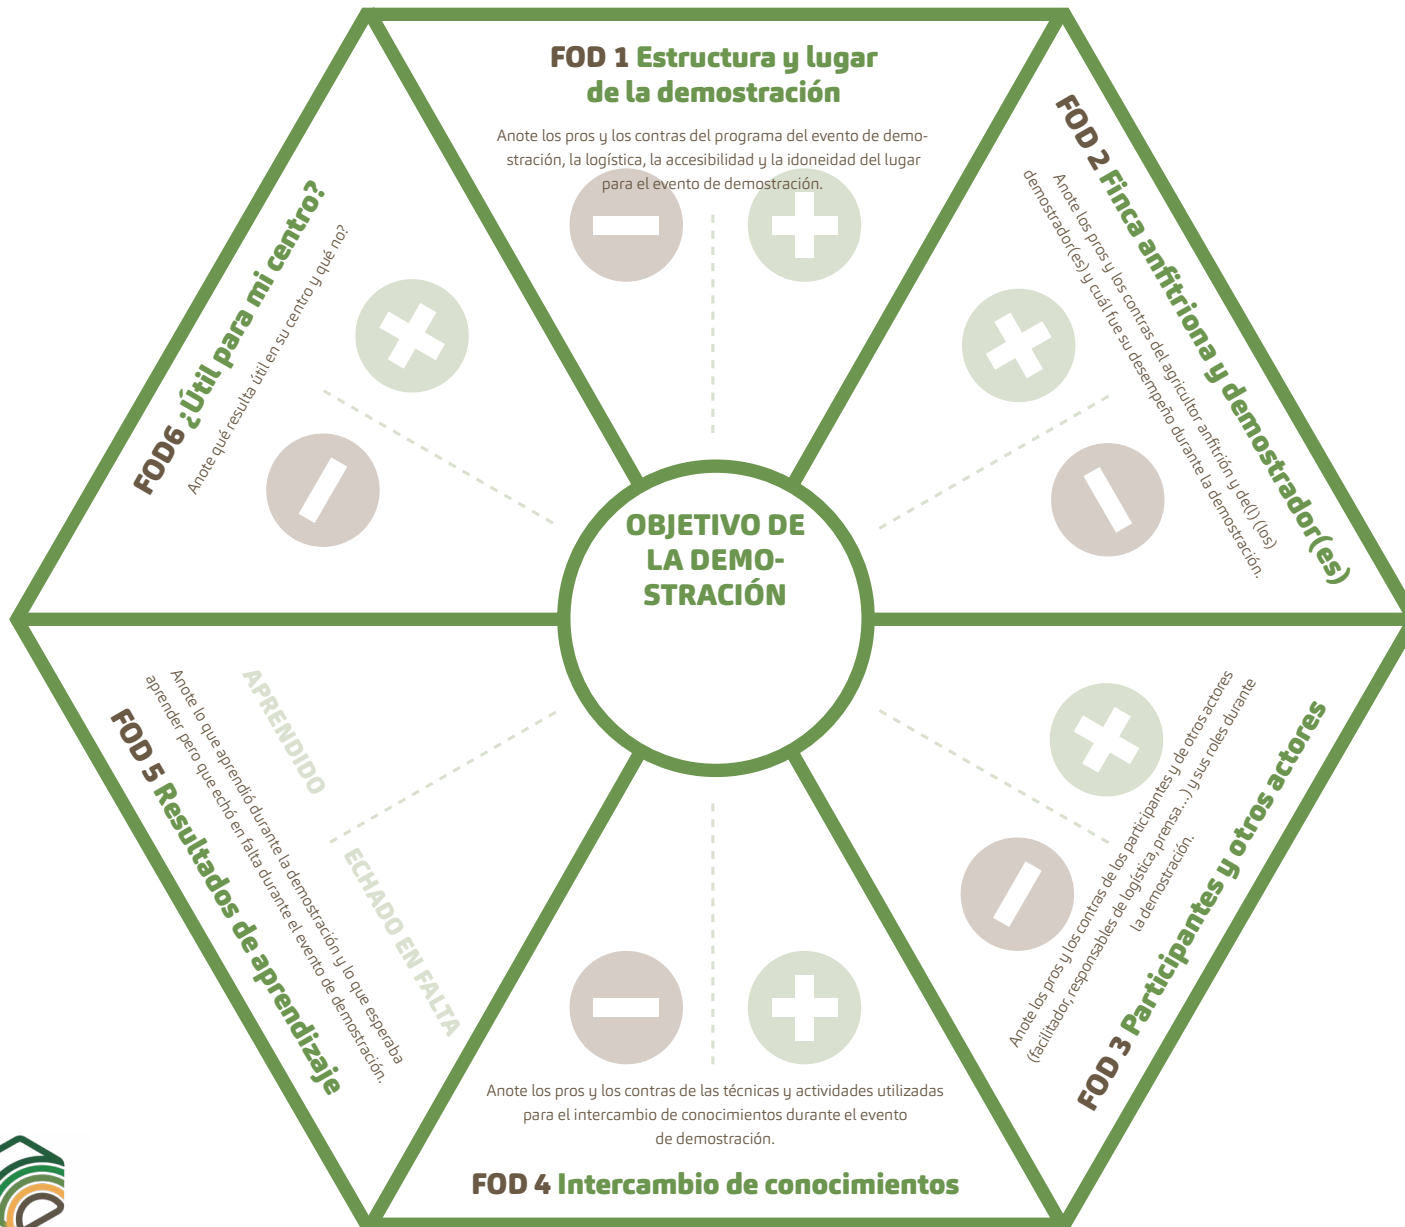 FOD 1 Estructura y lugar
de la demostración
Anote los pros y los contras del programa del evento de demo-
stración, la logística, la accesibilidad y la idoneidad del lugar
para el evento de demostración.
FOD 2 Finca anfitriona y demostrador(es)
Anote los pros y los contras del agricultor anfitrión y de(l) (los)
demostrador(es) y cuál fue su desempeño durante la demostración.
Anote los pros y los contras de los participantes y de otros actores
(facilitador, responsables de logística, prensa...) y sus roles durante
la demostración.
FOD 3 Participantes y otros actores
Anote los pros y los contras de las técnicas y actividades utilizadas
para el intercambio de conocimientos durante el evento
de demostración.
FOD 4 Intercambio de conocimientos
APRENDIDO
ECHADO EN FALTA
Anote lo que aprendió durante la demostración y lo que esperaba
aprender pero que echó en falta durante el evento de demostración.
FOD 5 Resultados de aprendizaje
FOD6 ¿Útil para mi centro?
Anote qué resulta útil en su centro y qué no?
OBJETIVO DE
LA DEMO-
STRACIÓN